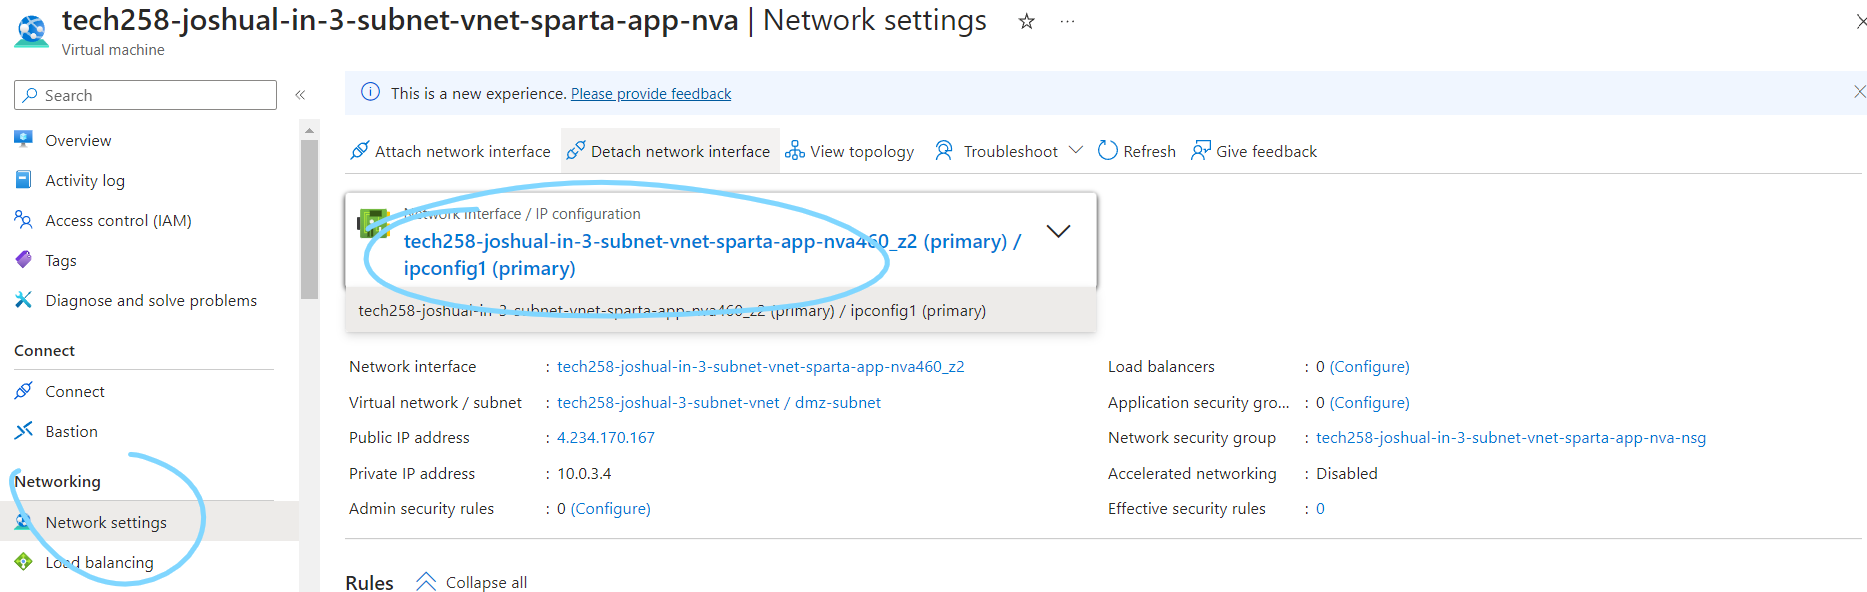 tech258-joshual-in-3-subnet-vnet-sparta-app-nva | Network settings
Virtual machine
Search
Overview
Activity log
Access control (IAM)
Tags
Diagnose and solve problems
Connect
Connect
Bastion
Networking
Network settings
Load balancing
This is a new experience. Please provide feedback
Attach network interface Detach network interface View topology Troubleshoot Refresh Give feedback
Network interface / IP configuration
tech258-joshual-in-3-subnet-vnet-sparta-app-nva460_z2 (primary) /
ipconfig1 (primary)
tech258-joshual-in-3-subnet-vnet-sparta-app-nva460_z2 (primary) / ipconfig1 (primary)
Network interface : tech258-joshual-in-3-subnet-vnet-sparta-app-nva460_z2
Virtual network / subnet : tech258-joshual-3-subnet-vnet / dmz-subnet
Public IP address : 4.234.170.167
Private IP address : 10.0.3.4
Admin security rules : 0 (Configure)
Load balancers : 0 (Configure)
Application security gro... : 0 (Configure)
Network security group : tech258-joshual-in-3-subnet-vnet-sparta-app-nva-nsg
Accelerated networking : Disabled
Effective security rules : 0
Rules Collapse all